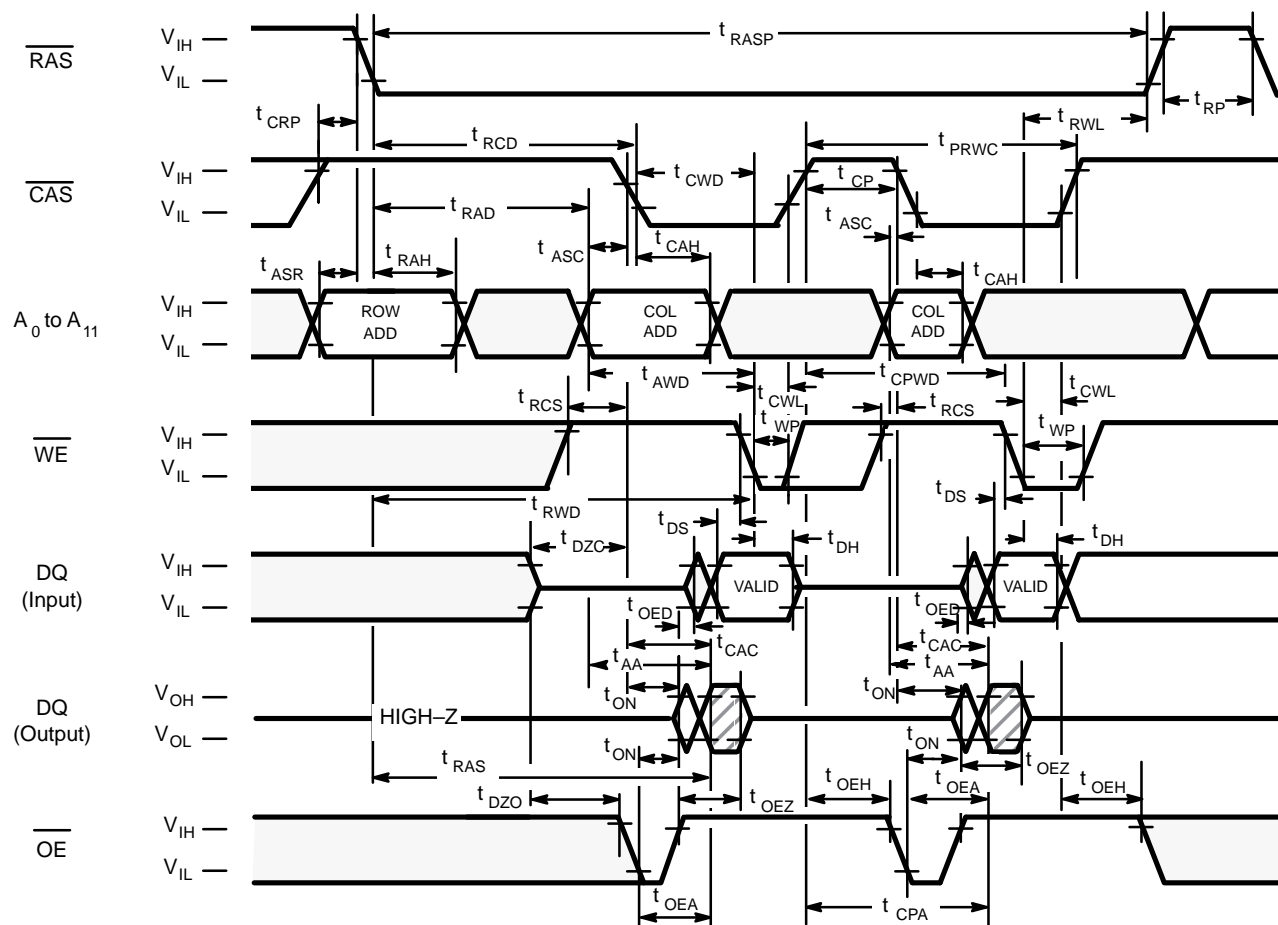 V IH
t RASP
RAS
V IL
t CRP
t RP
t RWL
t RCD
t PRWC
V IH
t CWD
t CP
CAS
V IL
t RAD
t ASC
t ASC
t CAH
t ASR
t RAH
t CAH
V IH
ROW ADD
COL ADD
COL ADD
A 0 to A 11
V IL
t AWD
t CPWD
t CWL
t CWL
t RCS
t RCS
t WP
t WP
V IH
WE
V IL
t RWD
t DS
t DS
t DZC
t DH
t DH
V IH
DQ
(Input)
VALID
VALID
V IL
t OED
t OED
t CAC
t CAC
t AA
t AA
t ON
t ON
V OH
DQ
(Output)
HIGH–Z
V OL
t ON
t ON
t RAS
t OEZ
t DZO
t OEZ
t OEH
t OEA
t OEH
V IH
OE
V IL
t OEA
t CPA